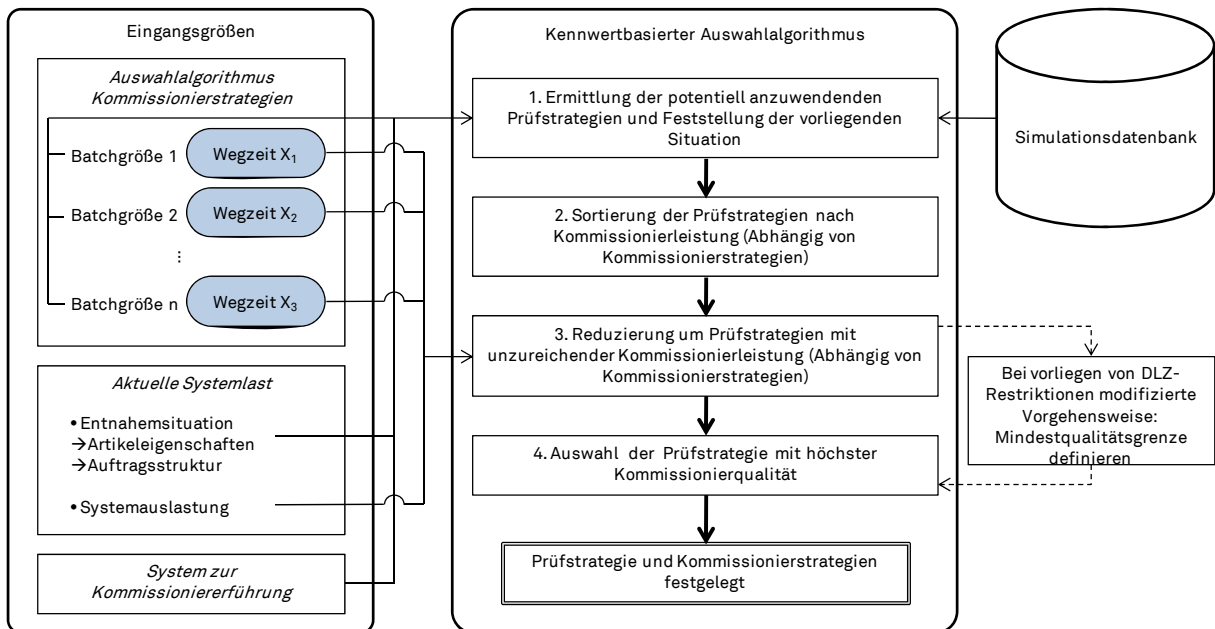 Eingangsgrößen
Auswahlalgorithmus
Kommissionierstrategien
Batchgröße 1
Wegzeit X1
Batchgröße 2
Wegzeit X2
...
Batchgröße n
Wegzeit X3
Aktuelle Systemlast
• Entnahemsituation
→Artikeleigenschaften
→Auftragsstruktur
• Systemauslastung
System zur
Kommissioniererführung
Kennwertbasierter Auswahlalgorithmus
1. Ermittlung der potentiell anzuwendenden
Prüfstrategien und Feststellung der vorliegenden
Situation
2. Sortierung der Prüfstrategien nach
Kommissionierleistung (Abhängig von
Kommissionierstrategien)
3. Reduzierung um Prüfstrategien mit
unzureichender Kommissionierleistung (Abhängig von
Kommissionierstrategien)
4. Auswahl der Prüfstrategie mit höchster
Kommissionierqualität
Prüfstrategie und Kommissionierstrategien
festgelegt
Simulationsdatenbank
Bei vorliegen von DLZ-
Restriktionen modifizierte
Vorgehensweise:
Mindestqualitätsgrenze
definieren